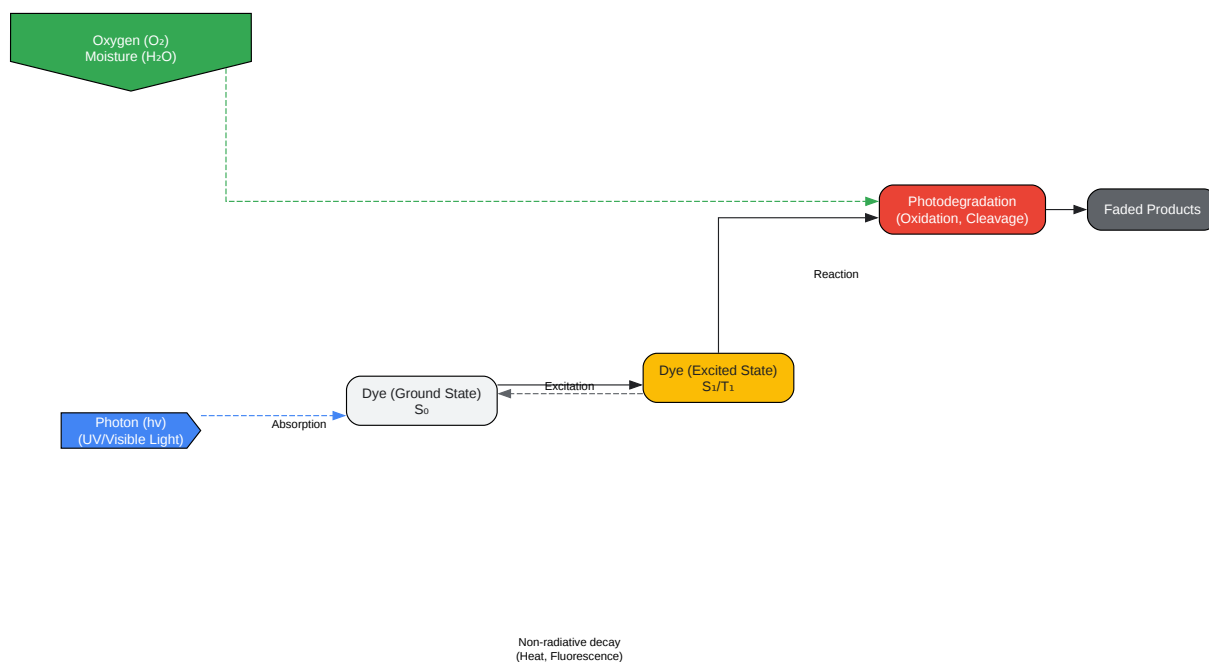 Oxygen (O₂)
Moisture (H₂O)
Photodegradation
(Oxidation, Cleavage)
Faded Products
Reaction
Dye (Excited State)
S₁/T₁
Excitation
Dye (Ground State)
S₀
Absorption
Photon (hν)
(UV/Visible Light)
Non-radiative decay
(Heat, Fluorescence)